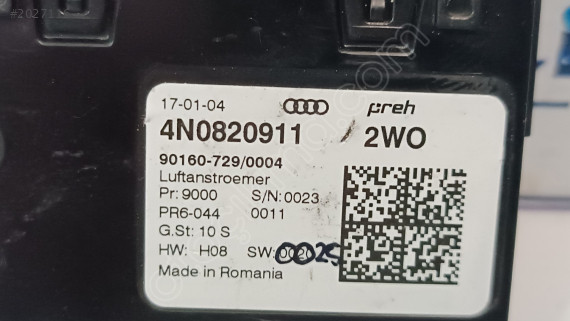 17-01-04 preh
4N0820911 / 2WO
90160-729/0004
Luftanstroemer
Pr: 9000 S/N: 0023
PR6-044 0011
G.St: 10 S
HW: H08 SW: 0025
Made in Romania